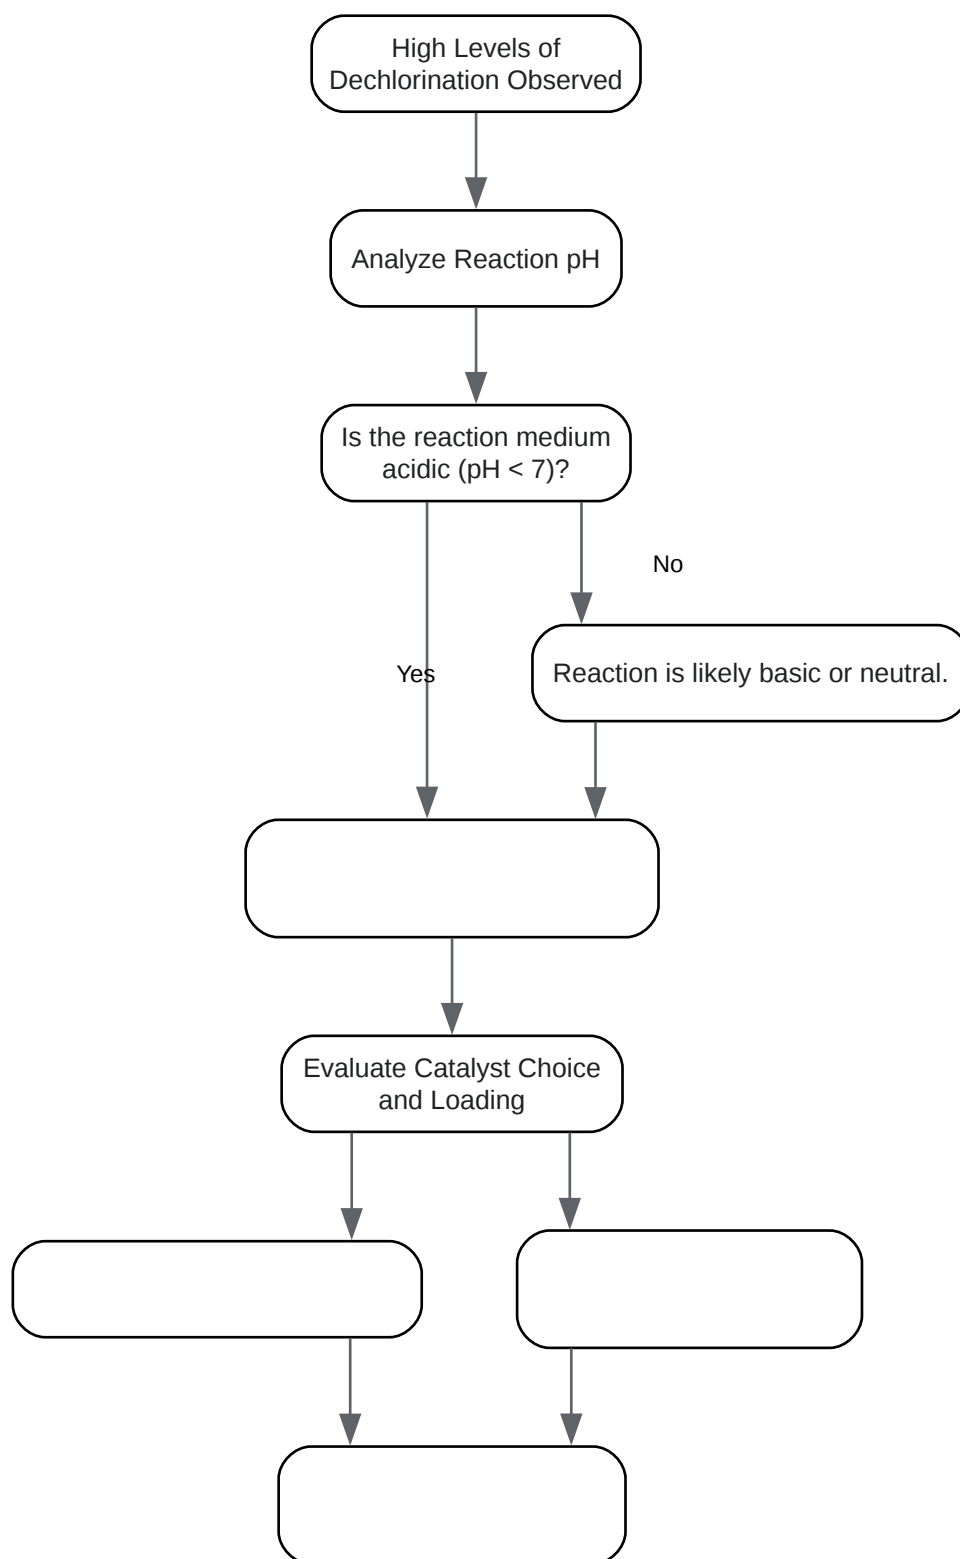 High Levels of
Dechlorination Observed
Analyze Reaction pH
Is the reaction medium
acidic (pH < 7)?
No
Yes
Reaction is likely basic or neutral.
Evaluate Catalyst Choice
and Loading